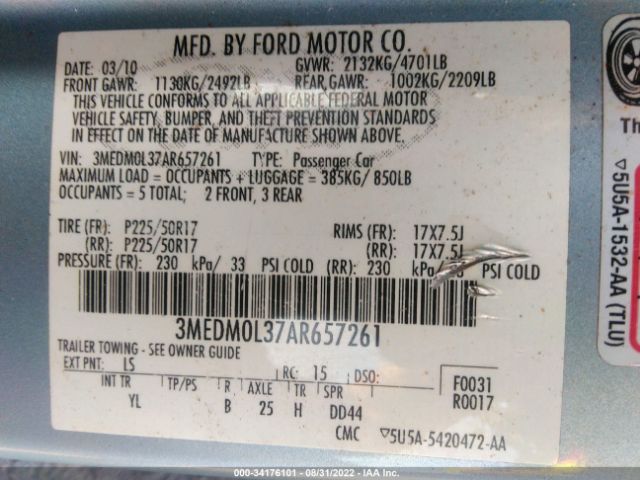 MFD. BY FORD MOTOR CO.
DATE: 03/10 GVWR: 2132KG/4701LB
FRONT GAWR: 1130KG/2492LB REAR GAWR: 1002KG/2209LB
THIS VEHICLE CONFORMS TO ALL APPLICABLE FEDERAL MOTOR
VEHICLE SAFETY, BUMPER, AND THEFT PREVENTION STANDARDS
IN EFFECT ON THE DATE OF MANUFACTURE SHOWN ABOVE.
VIN: 3MEDM0L37AR657261 TYPE: Passenger Car
MAXIMUM LOAD = OCCUPANTS + LUGGAGE = 385KG/ 850LB
OCCUPANTS = 5 TOTAL; 2 FRONT, 3 REAR
TIRE (FR): P225/50R17 RIMS (FR): 17X7.5J
(RR): P225/50R17 (RR): 17X7.5J
PRESSURE (FR): 230 kPa/ 33 PSI COLD (RR): 230 kPa/ 33 PSI COLD
3MEDM0L37AR657261
TRAILER TOWING - SEE OWNER GUIDE
EXT PNT: LS RC: 15 DSO:
INT TR TP/PS R AXLE TR SPR F0031
YL B 25 H DD44 R0017
CMC ▽5U5A-5420472-AA
Th
▽5U5A-1532-AA (TLU)
000-34176101 - 08/31/2022 - IAA Inc.